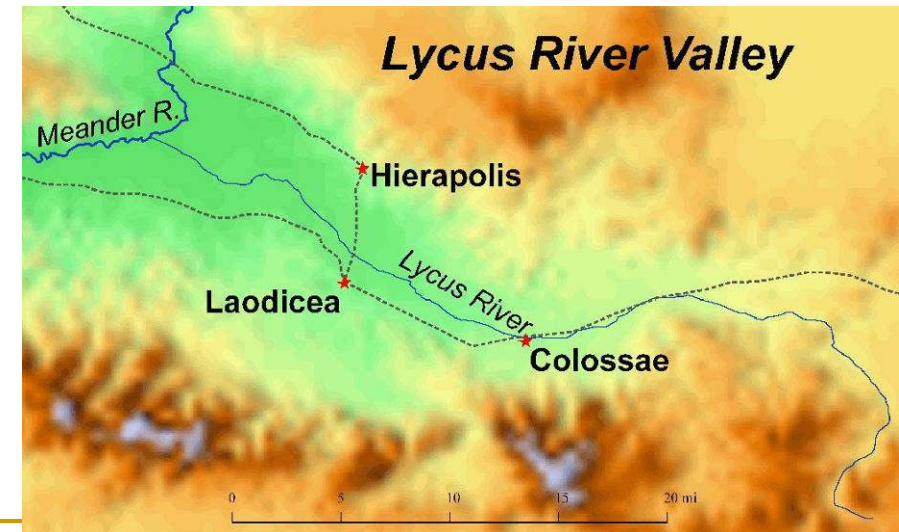 Lycus River Valley
Meander R.
Hierapolis
Lycus River
Laodicea
Colossae
0 5 10 15 20 mi